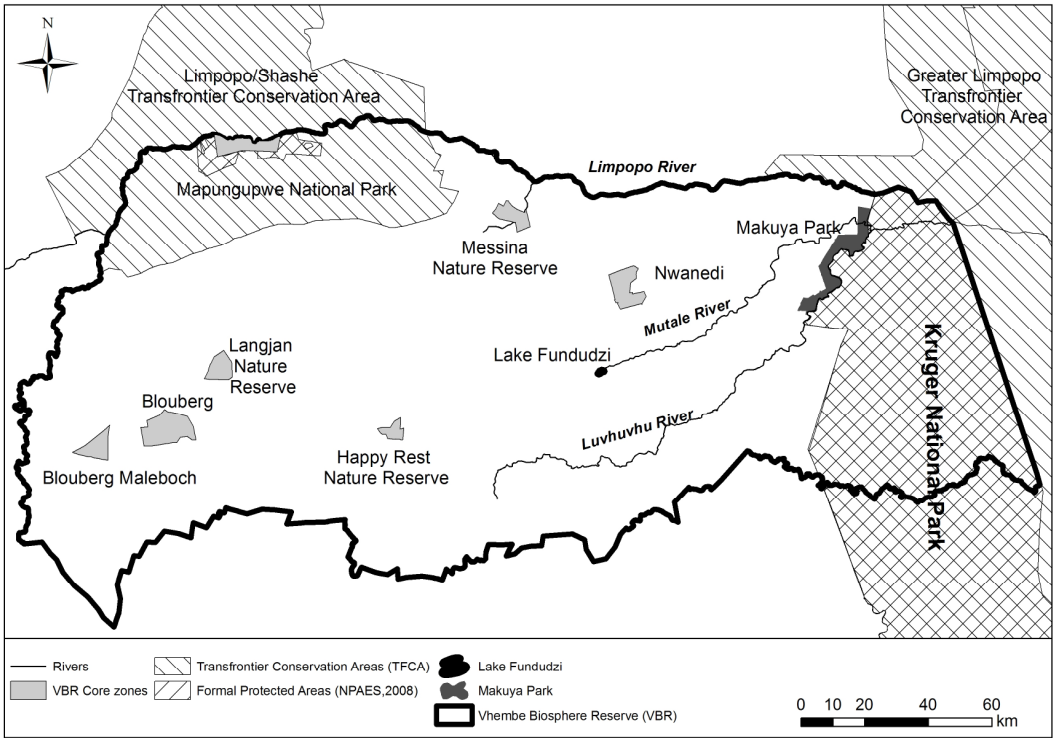 N
Limpopo/Shashe
Transfrontier Conservation Area
Greater Limpopo
Transfrontier
Conservation Area
Limpopo River
Mapungupwe National Park
Messina
Nature Reserve
Makuya Park
Nwanedi
Mutale River
Lake Fundudzi
Langjan
Nature
Reserve
Blouberg
Kruger National Park
Luvhuvhu River
Blouberg Maleboch
Happy Rest
Nature Reserve
Rivers
VBR Core zones
Transfrontier Conservation Areas (TFCA)
Formal Protected Areas (NPAES,2008)
Lake Fundudzi
Makuya Park
Vhembe Biosphere Reserve (VBR)
0 10 20 40 60
km